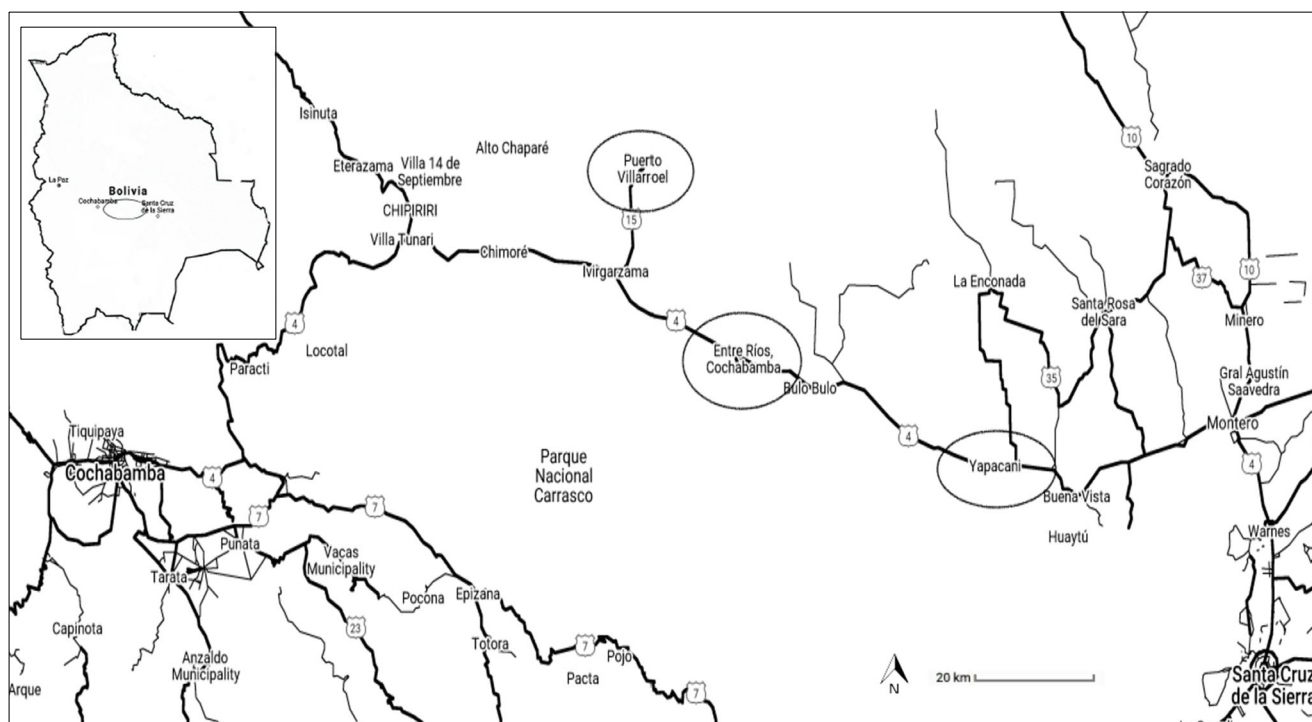 La Paz
Bolivia
Cochabamba
Santa Cruz
de la Sierra
Isinuta
Eterazama
Villa 14 de
Septiembre
Alto Chaparé
CHIPIRIRI
Villa Tunari
Chimoré
Puerto
Villarroel
15
Ivirgarzama
4
4
Paracti
Locotal
Entre Ríos,
Cochabamba
Bulo Bulo
10
Sagrado
Corazón
La Enconada
Santa Rosa
del Sara
37
10
Minero
35
Gral Agustín
Saavedra
Montero
4
Yapacani
Buena Vista
Huaytú
4
Warnes
Tiquipaya
Cochabamba
4
7
7
Parque
Nacional
Carrasco
Punata
Tarata
Vacas
Municipality
Pocona
Epizana
Capinota
23
Totora
7
Pojo
Pacta
7
Anzaldo
Municipality
Arque
N
20 km
Santa Cruz
de la Sierra